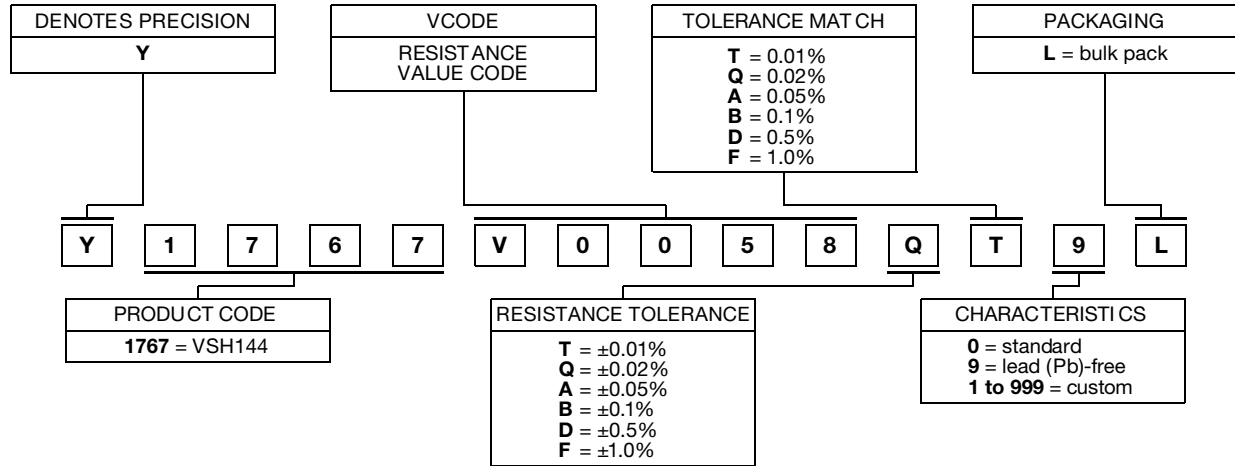 DENOTES PRECISION
Y
VCODE
RESISTANCE
VALUE CODE
TOLERANCE MATCH
T = 0.01%
Q = 0.02%
A = 0.05%
B = 0.1%
D = 0.5%
F = 1.0%
PACKAGING
L = bulk pack
Y 1 7 6 7 V 0 0 5 8 Q T 9 L
PRODUCT CODE
1767 = VSH144
RESISTANCE TOLERANCE
T = ±0.01%
Q = ±0.02%
A = ±0.05%
B = ±0.1%
D = ±0.5%
F = ±1.0%
CHARACTERISTICS
0 = standard
9 = lead (Pb)-free
1 to 999 = custom